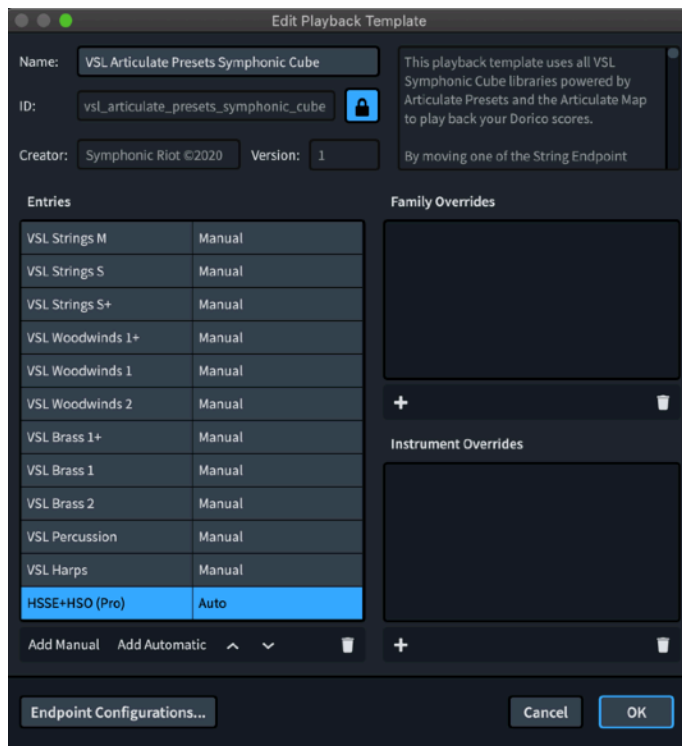 Edit Playback Template
Name: VSL Articulate Presets Symphonic Cube
ID: vsl_articulate_presets_symphonic_cube
Creator: Symphonic Riot ©2020 Version: 1
This playback template uses all VSL
Symphonic Cube libraries powered by
Articulate Presets and the Articulate Map
to play back your Dorico scores.
By moving one of the String Endpoint
Entries
VSL Strings M Manual
VSL Strings S Manual
VSL Strings S+ Manual
VSL Woodwinds 1+ Manual
VSL Woodwinds 1 Manual
VSL Woodwinds 2 Manual
VSL Brass 1+ Manual
VSL Brass 1 Manual
VSL Brass 2 Manual
VSL Percussion Manual
VSL Harps Manual
HSSE+HSO (Pro) Auto
Add Manual Add Automatic
Family Overrides
+
Instrument Overrides
+
Endpoint Configurations...
Cancel OK